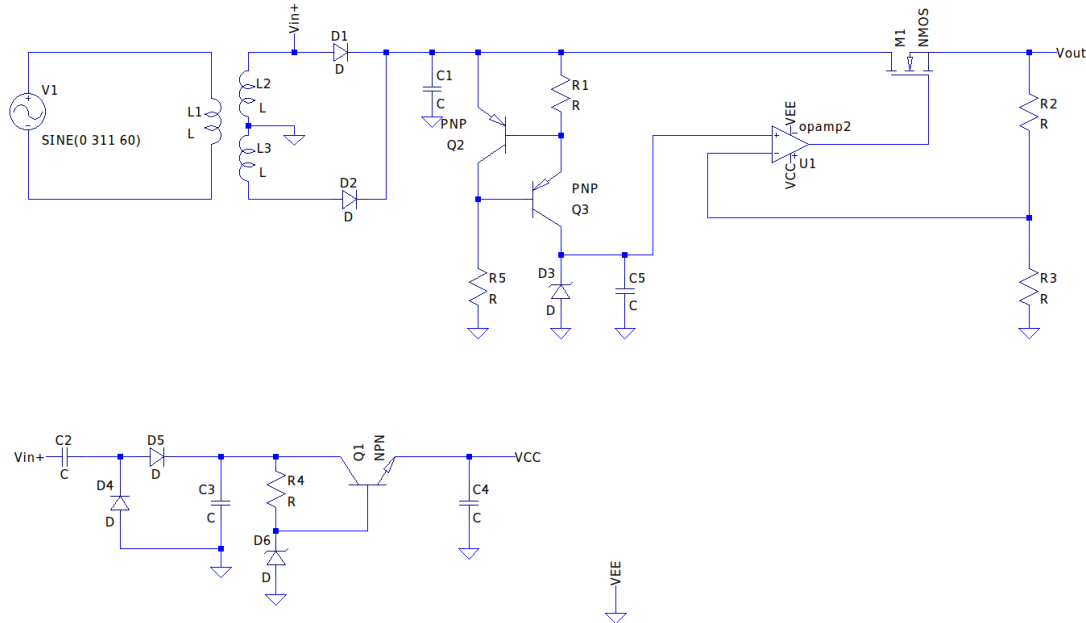 Vin+
D1
D
V1
SINE(0 311 60)
L1
L
L2
L
L3
L
D2
D
C1
C
PNP
Q2
R1
R
PNP
Q3
R5
R
D3
D
C5
C
VEE
opamp2
U1
VCC
M1
NMOS
Vout
R2
R
R3
R
Vin+
C2
C
D5
D
D4
D
C3
C
R4
R
D6
D
Q1
NPN
VCC
C4
C
VEE